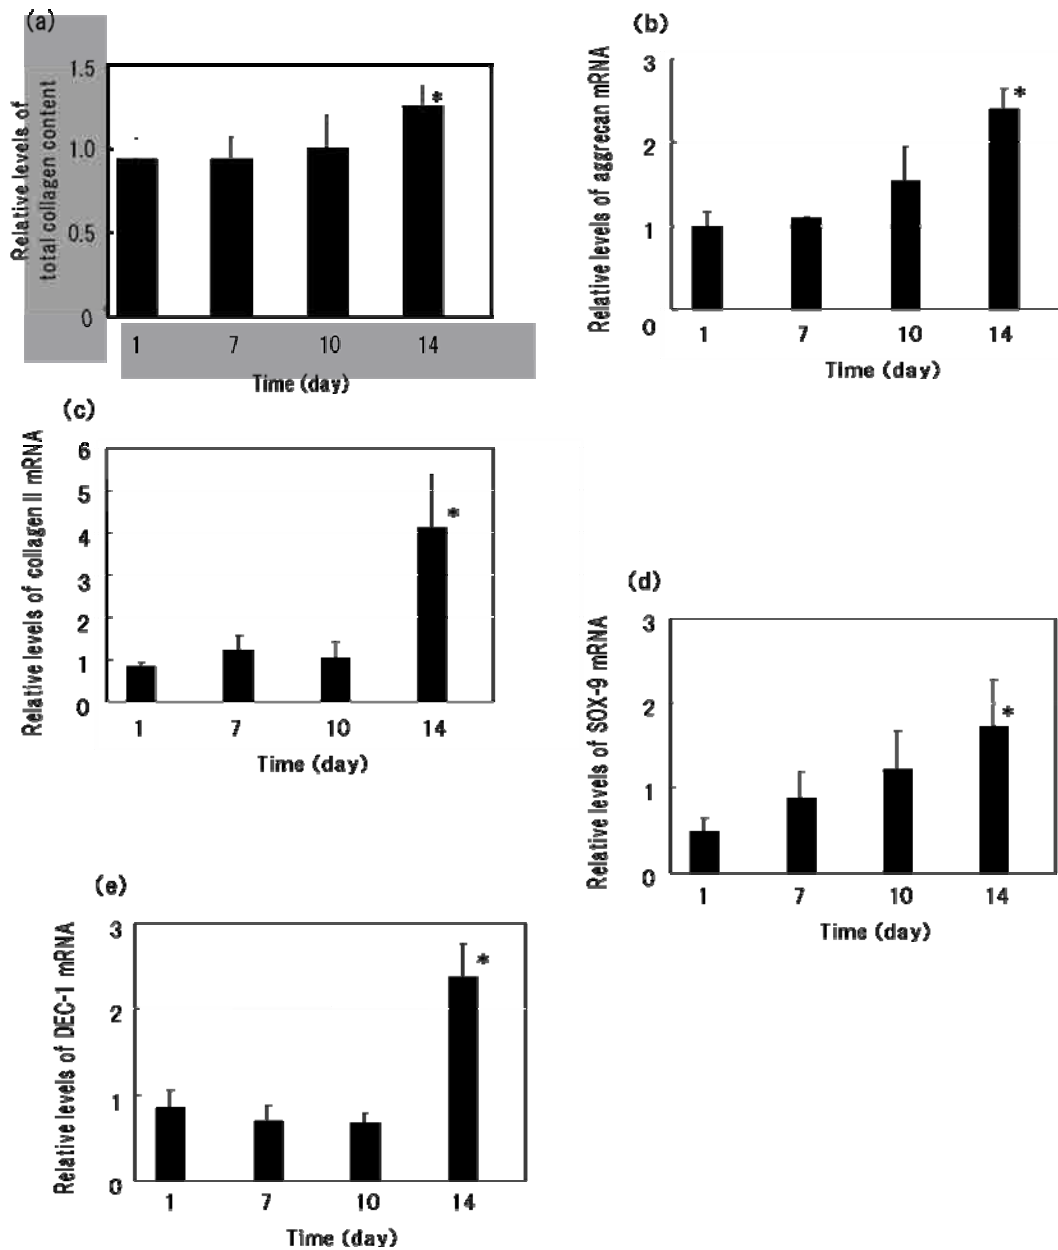 (a)
Relative levels of
total collagen content
1.5
1.0
0.5
0
*
1 7 10 14
Time (day)
(b)
Relative levels of aggrecan mRNA
3
2
1
0
*
1 7 10 14
Time (day)
(c)
Relative levels of collagen II mRNA
6
5
4
3
2
1
0
*
1 7 10 14
Time (day)
(d)
Relative levels of SOX-9 mRNA
3
2
1
0
*
1 7 10 14
Time (day)
(e)
Relative levels of DEC-1 mRNA
3
2
1
0
*
1 7 10 14
Time (day)